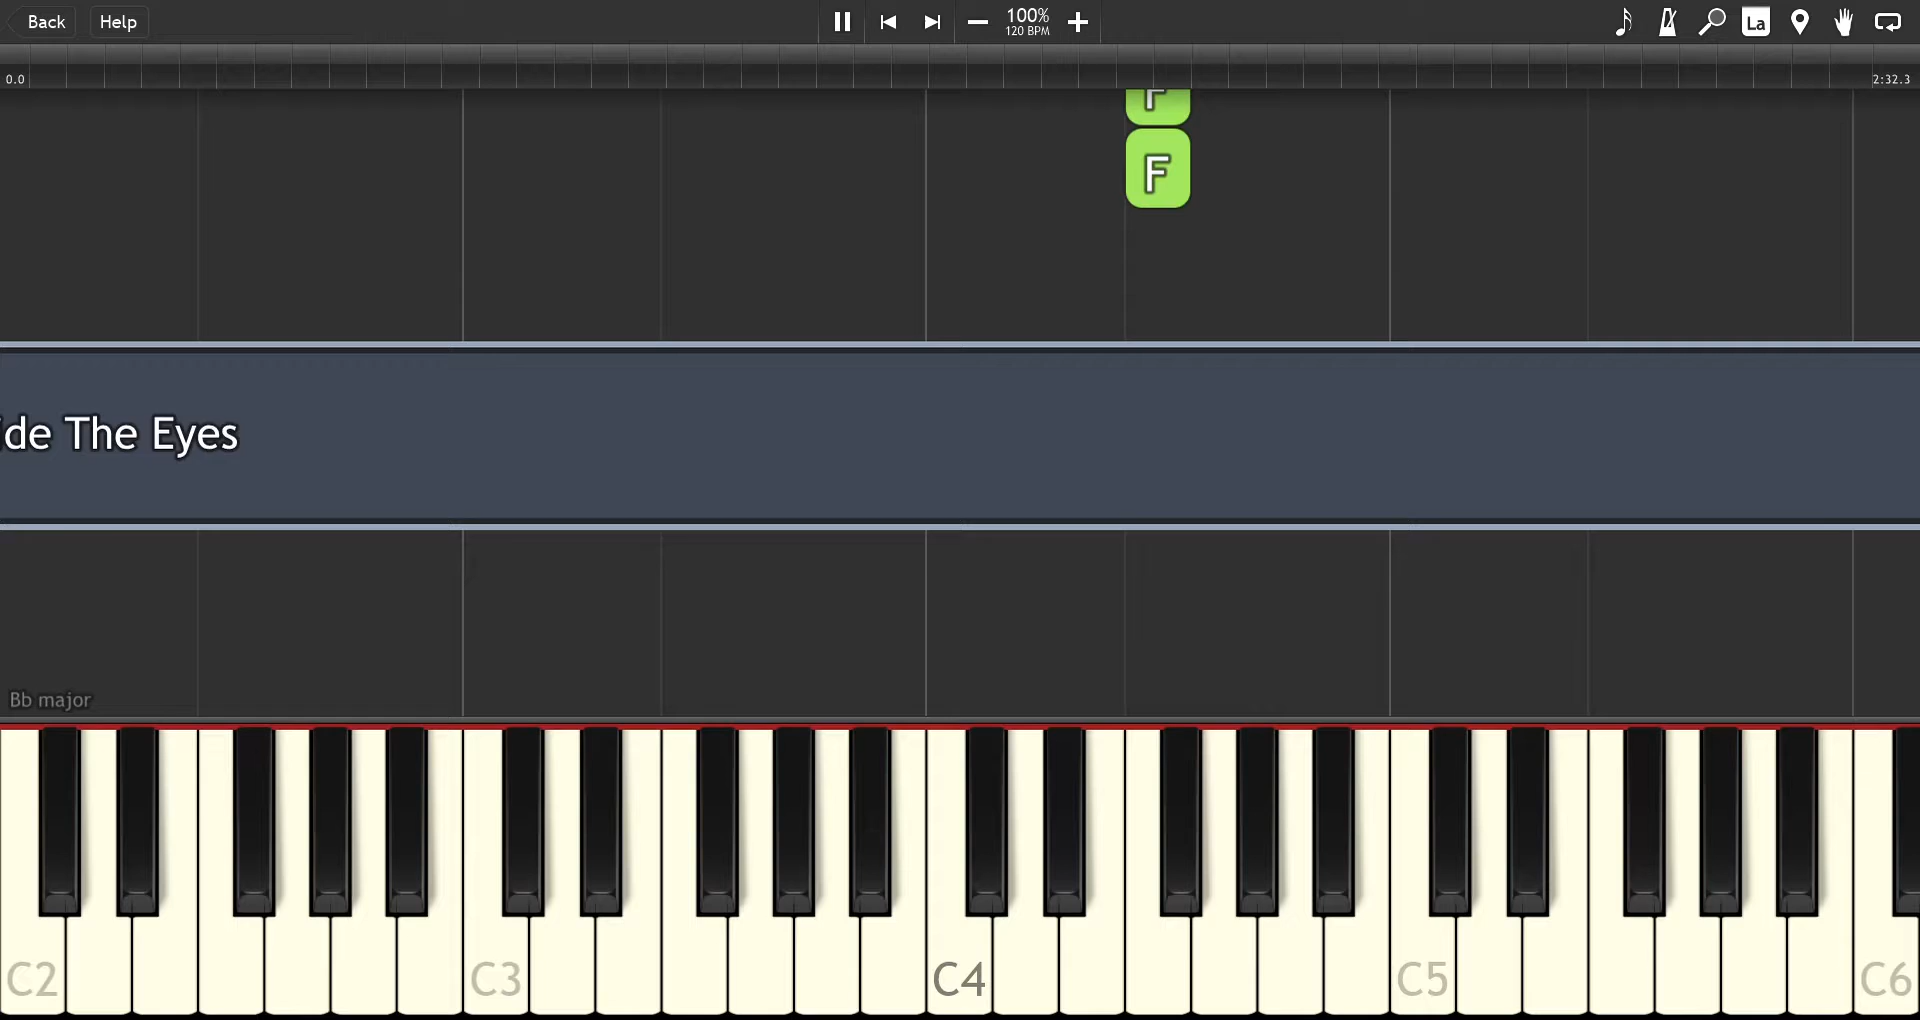 Back Help 100% La
120 BPM
0.0 2:32.3
F
F
The Eyes
Bb major
C2 C3 C4 C5 C6